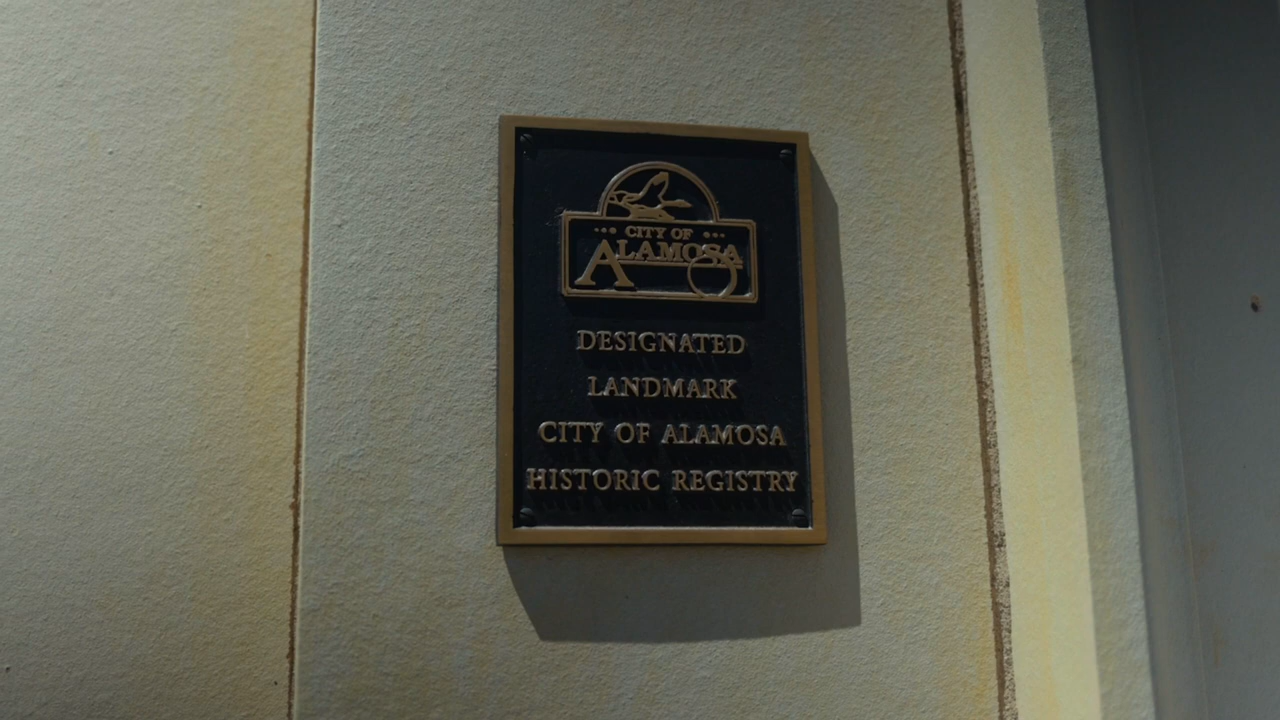 CITY OF
ALAMOSA
DESIGNATED
LANDMARK
CITY OF ALAMOSA
HISTORIC REGISTRY